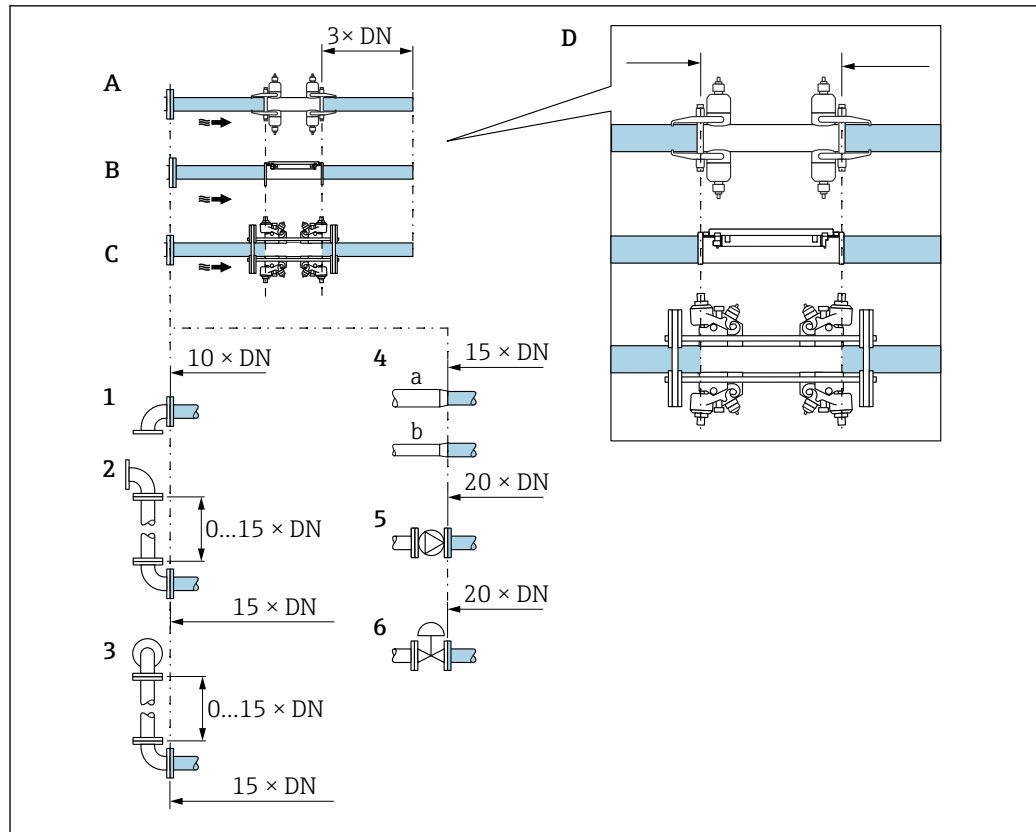 3× DN
D
A
B
C
10 × DN
4
15 × DN
1
a
b
2
20 × DN
0...15 × DN
5
15 × DN
20 × DN
6
3
0...15 × DN
15 × DN